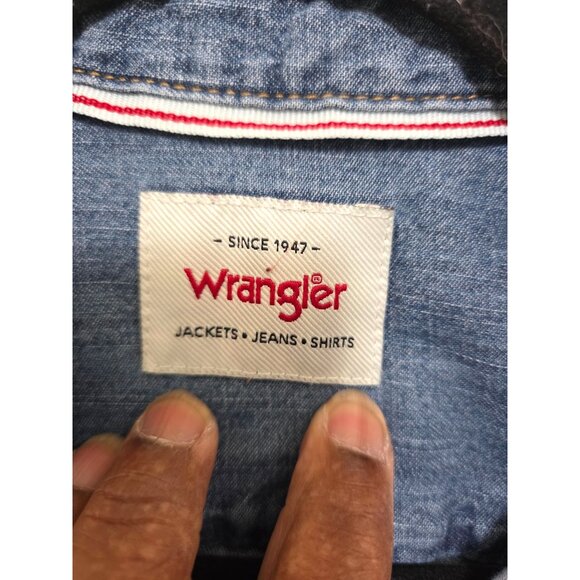 - SINCE 1947 -
Wrangler®
JACKETS • JEANS • SHIRTS